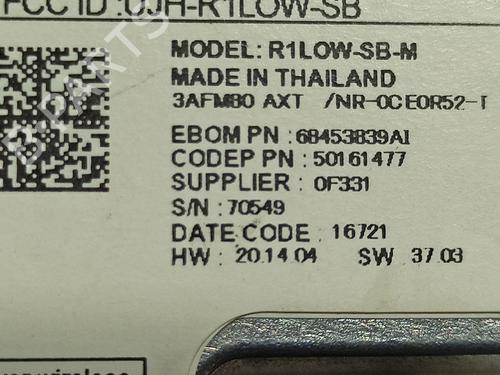 FCC ID : OJH-R1LOW-SB
MODEL: R1LOW-SB-M
MADE IN THAILAND
3AFM80 AXT /NR-0CE0R52-T
EBOM PN : 68453839AI
CODEP PN : 50161477
SUPPLIER : 0F331
S/N : 70549
DATE CODE : 16721
HW : 20.14.04 SW 37.03